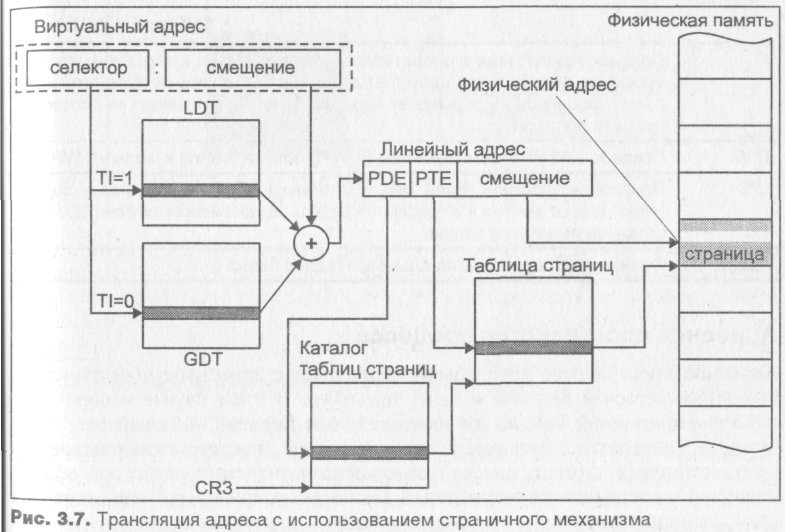 Виртуальный адрес
Физическая память
селектор
смещение
Физический адрес
LDT
Линейный адрес
TI=1
PDE
PTE
смещение
+
страница
Таблица страниц
TI=0
GDT
Каталог
таблиц страниц
CR3
Рис. 3.7. Трансляция адреса с использованием страничного механизма